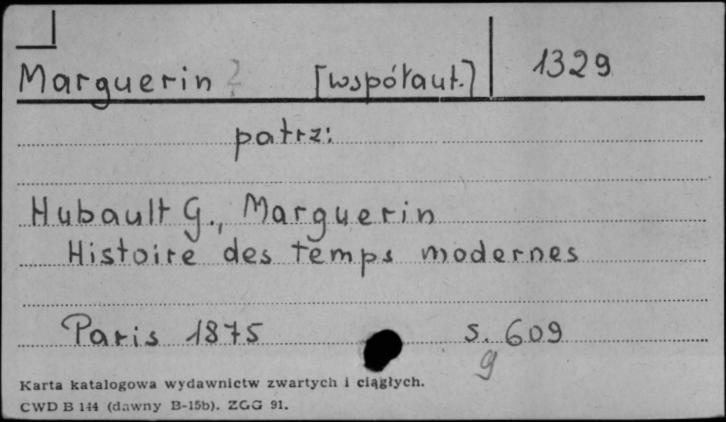 Marguerin ? [współaut.] 1329
patrz:
Hubault G., Marguerin
Histoire des temps modernes
Paris 1875 s. 609
g
Karta katalogowa wydawnictw zwartych i ciągłych.
CWD B 144 (dawny B-15b). ZGG 91.